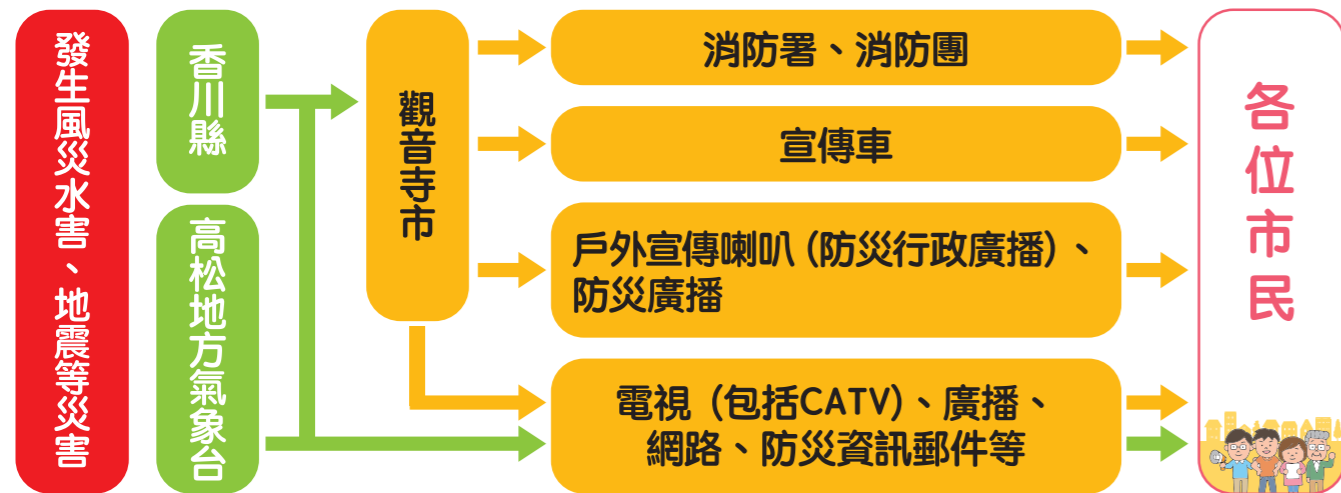 發生風災水害、地震等災害
香川縣
高松地方氣象台
觀音寺市
消防署、消防團
宣傳車
戶外宣傳喇叭（防災行政廣播）、
防災廣播
電視（包括CATV）、廣播、
網路、防災資訊郵件等
各位市民